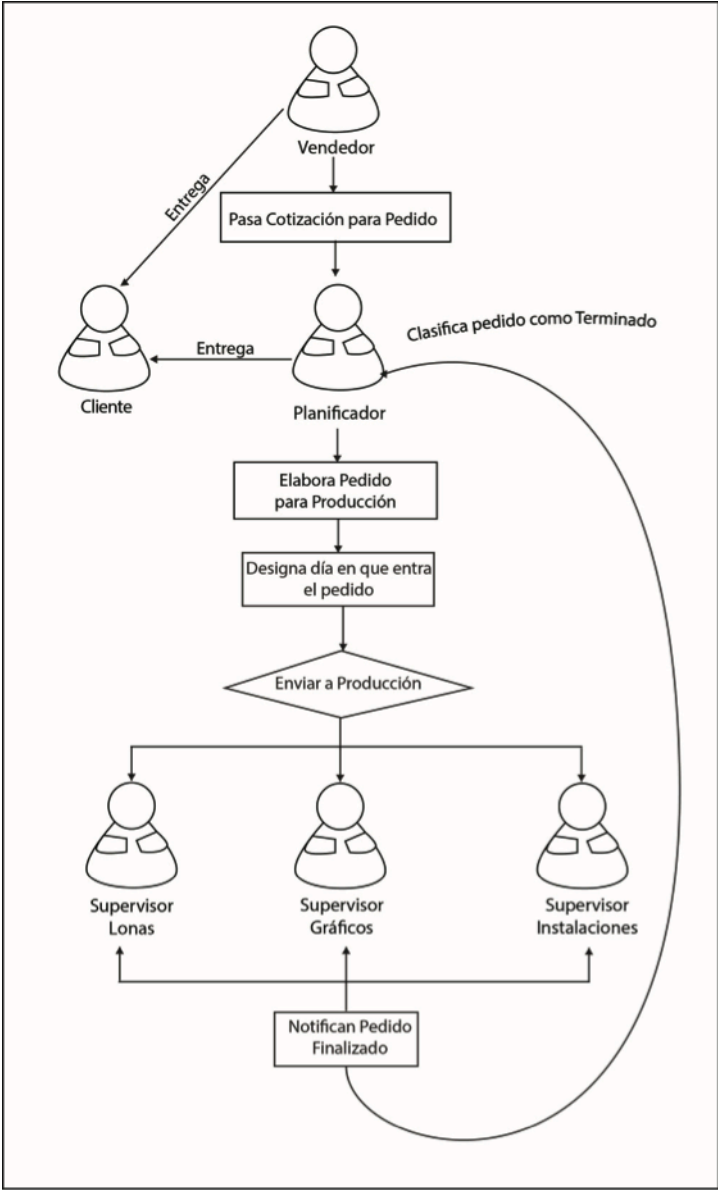 Vendedor
Entrega
Pasa Cotización para Pedido
Clasifica pedido como Terminado
Entrega
Cliente
Planificador
Elabora Pedido
para Producción
Designa día en que entra
el pedido
Enviar a Producción
Supervisor
Lonas
Supervisor
Gráficos
Supervisor
Instalaciones
Notifican Pedido
Finalizado